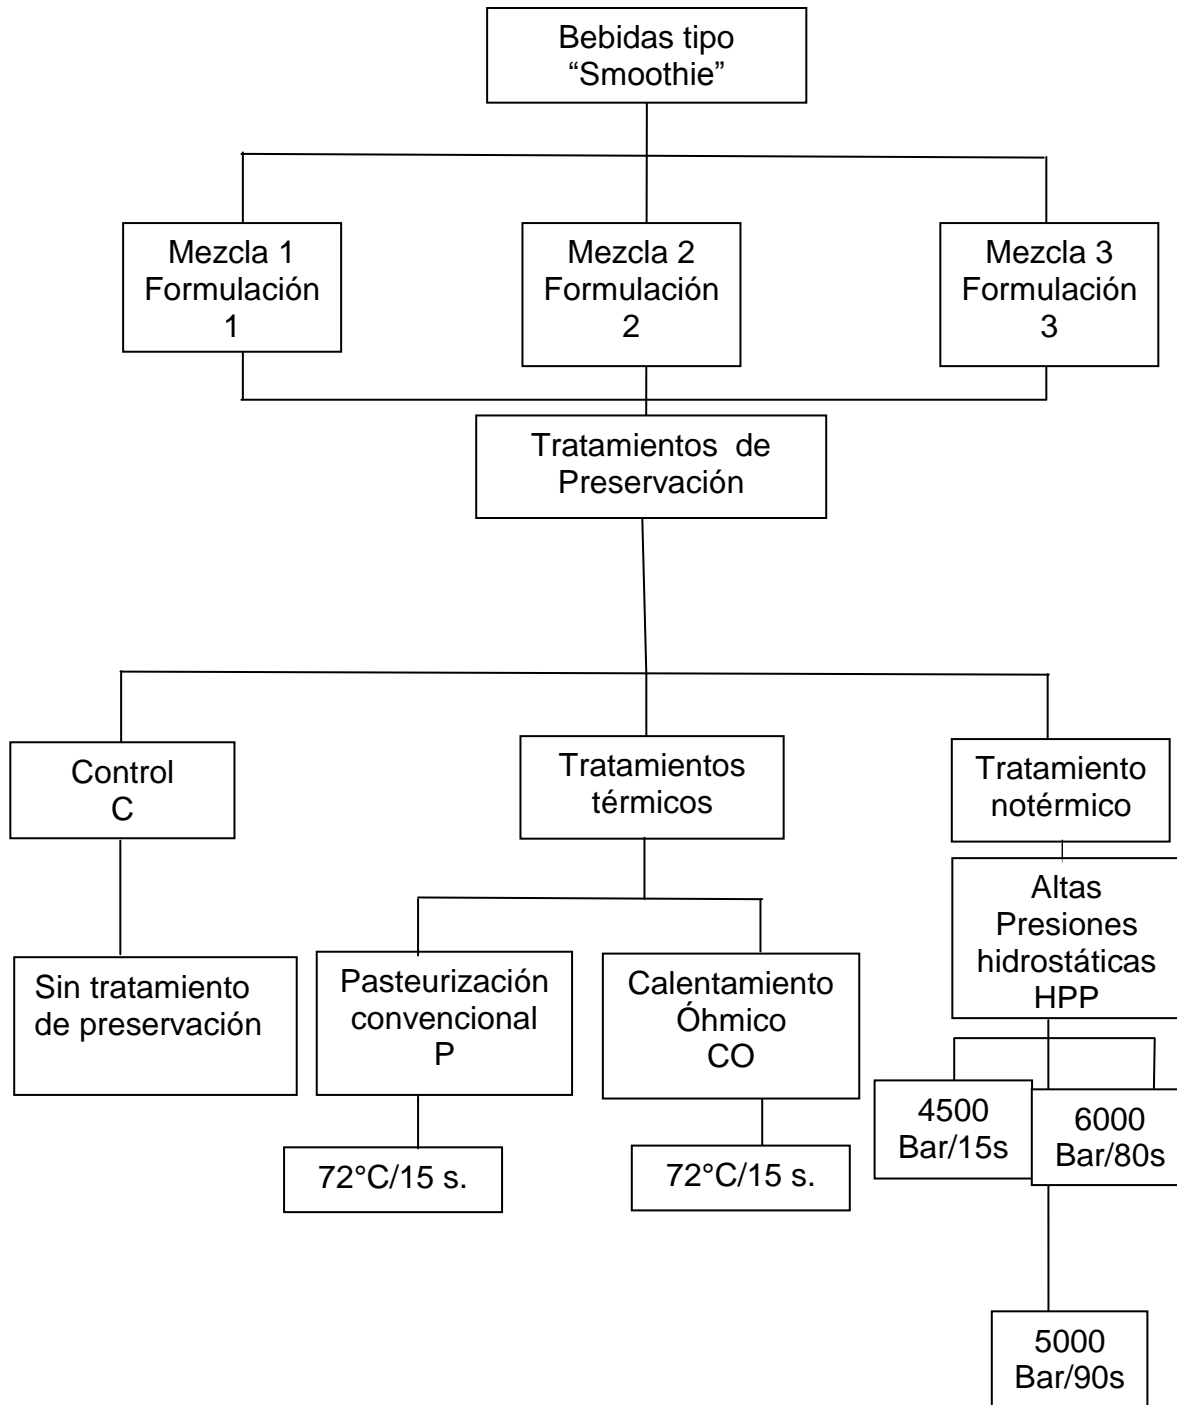 Bebidas tipo
“Smoothie”
Mezcla 1
Formulación
1
Mezcla 2
Formulación
2
Mezcla 3
Formulación
3
Tratamientos de
Preservación
Control
C
Tratamientos
térmicos
Tratamiento
notérmico
Sin tratamiento
de preservación
Pasteurización
convencional
P
Calentamiento
Óhmico
CO
Altas
Presiones
hidrostáticas
HPP
72°C/15 s.
72°C/15 s.
4500
Bar/15s
6000
Bar/80s
5000
Bar/90s